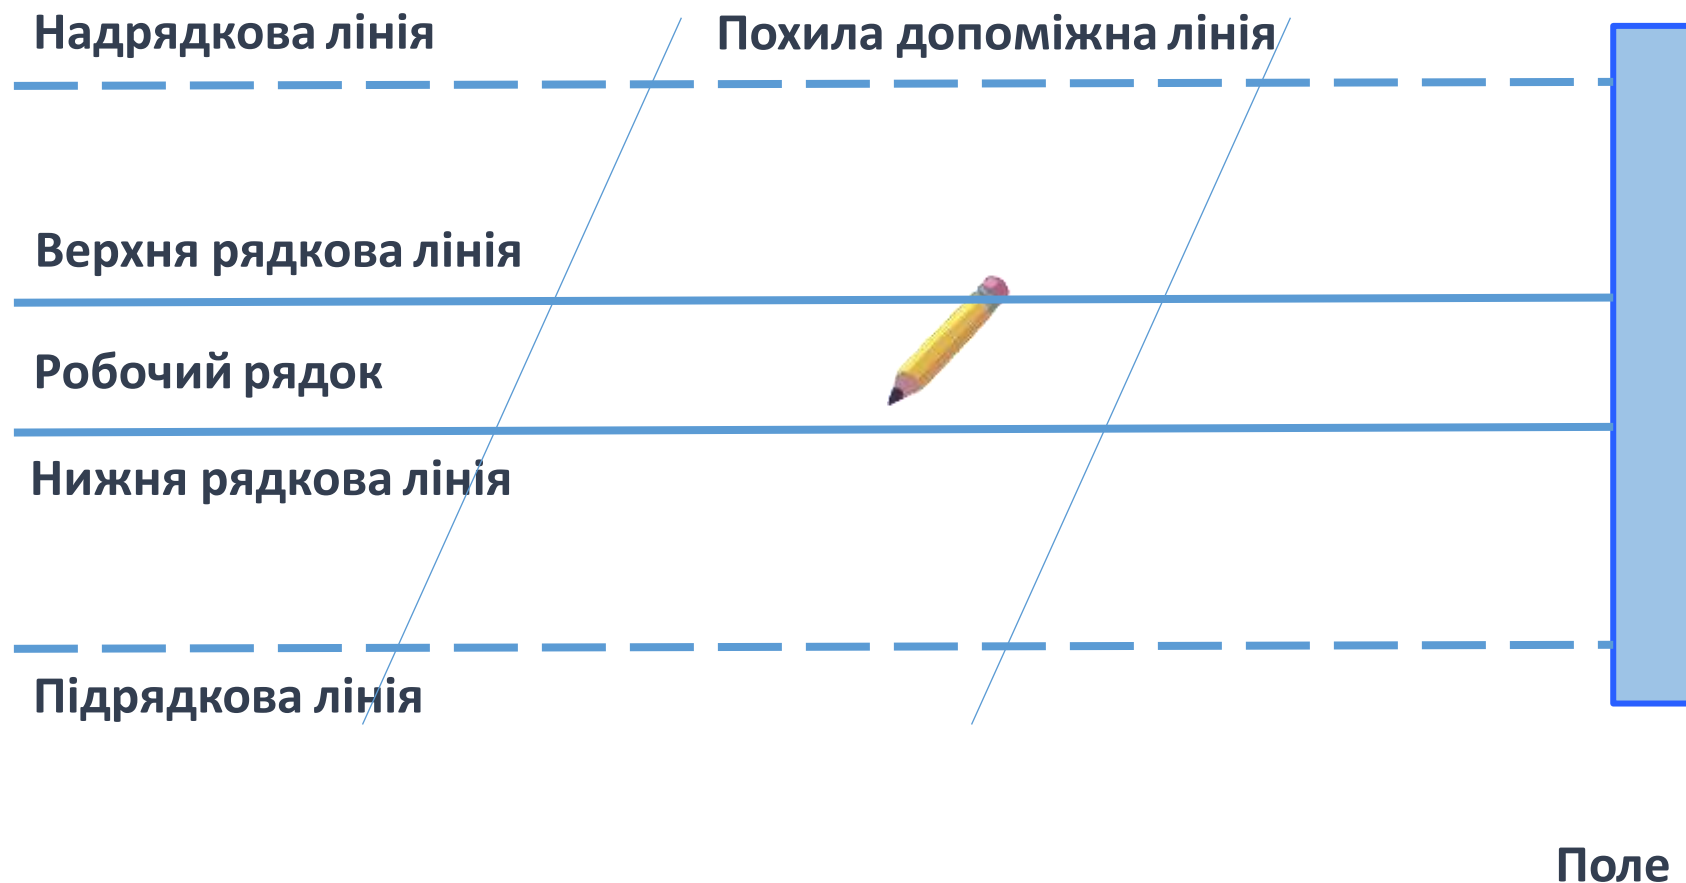 Надрядкова лінія
Похила допоміжна лінія
Верхня рядкова лінія
Робочий рядок
Нижня рядкова лінія
Підрядкова лінія
Поле